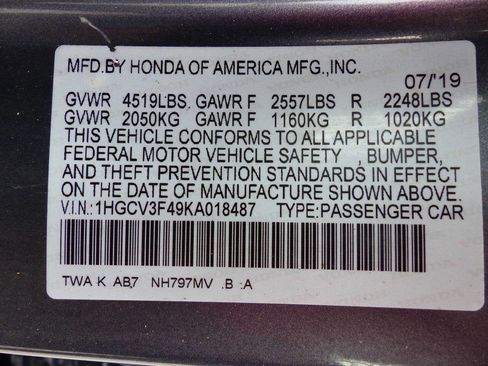 MFD.BY HONDA OF AMERICA MFG.,INC.
07/'19
GVWR 4519LBS GAWR F 2557LBS R 2248LBS
GVWR 2050KG GAWR F 1160KG R 1020KG
THIS VEHICLE CONFORMS TO ALL APPLICABLE
FEDERAL MOTOR VEHICLE SAFETY , BUMPER,
AND THEFT PREVENTION STANDARDS IN EFFECT
ON THE DATE OF MANUFACTURE SHOWN ABOVE.
V.I.N.:1HGCV3F49KA018487 TYPE:PASSENGER CAR
TWA K AB7 NH797MV .B :A